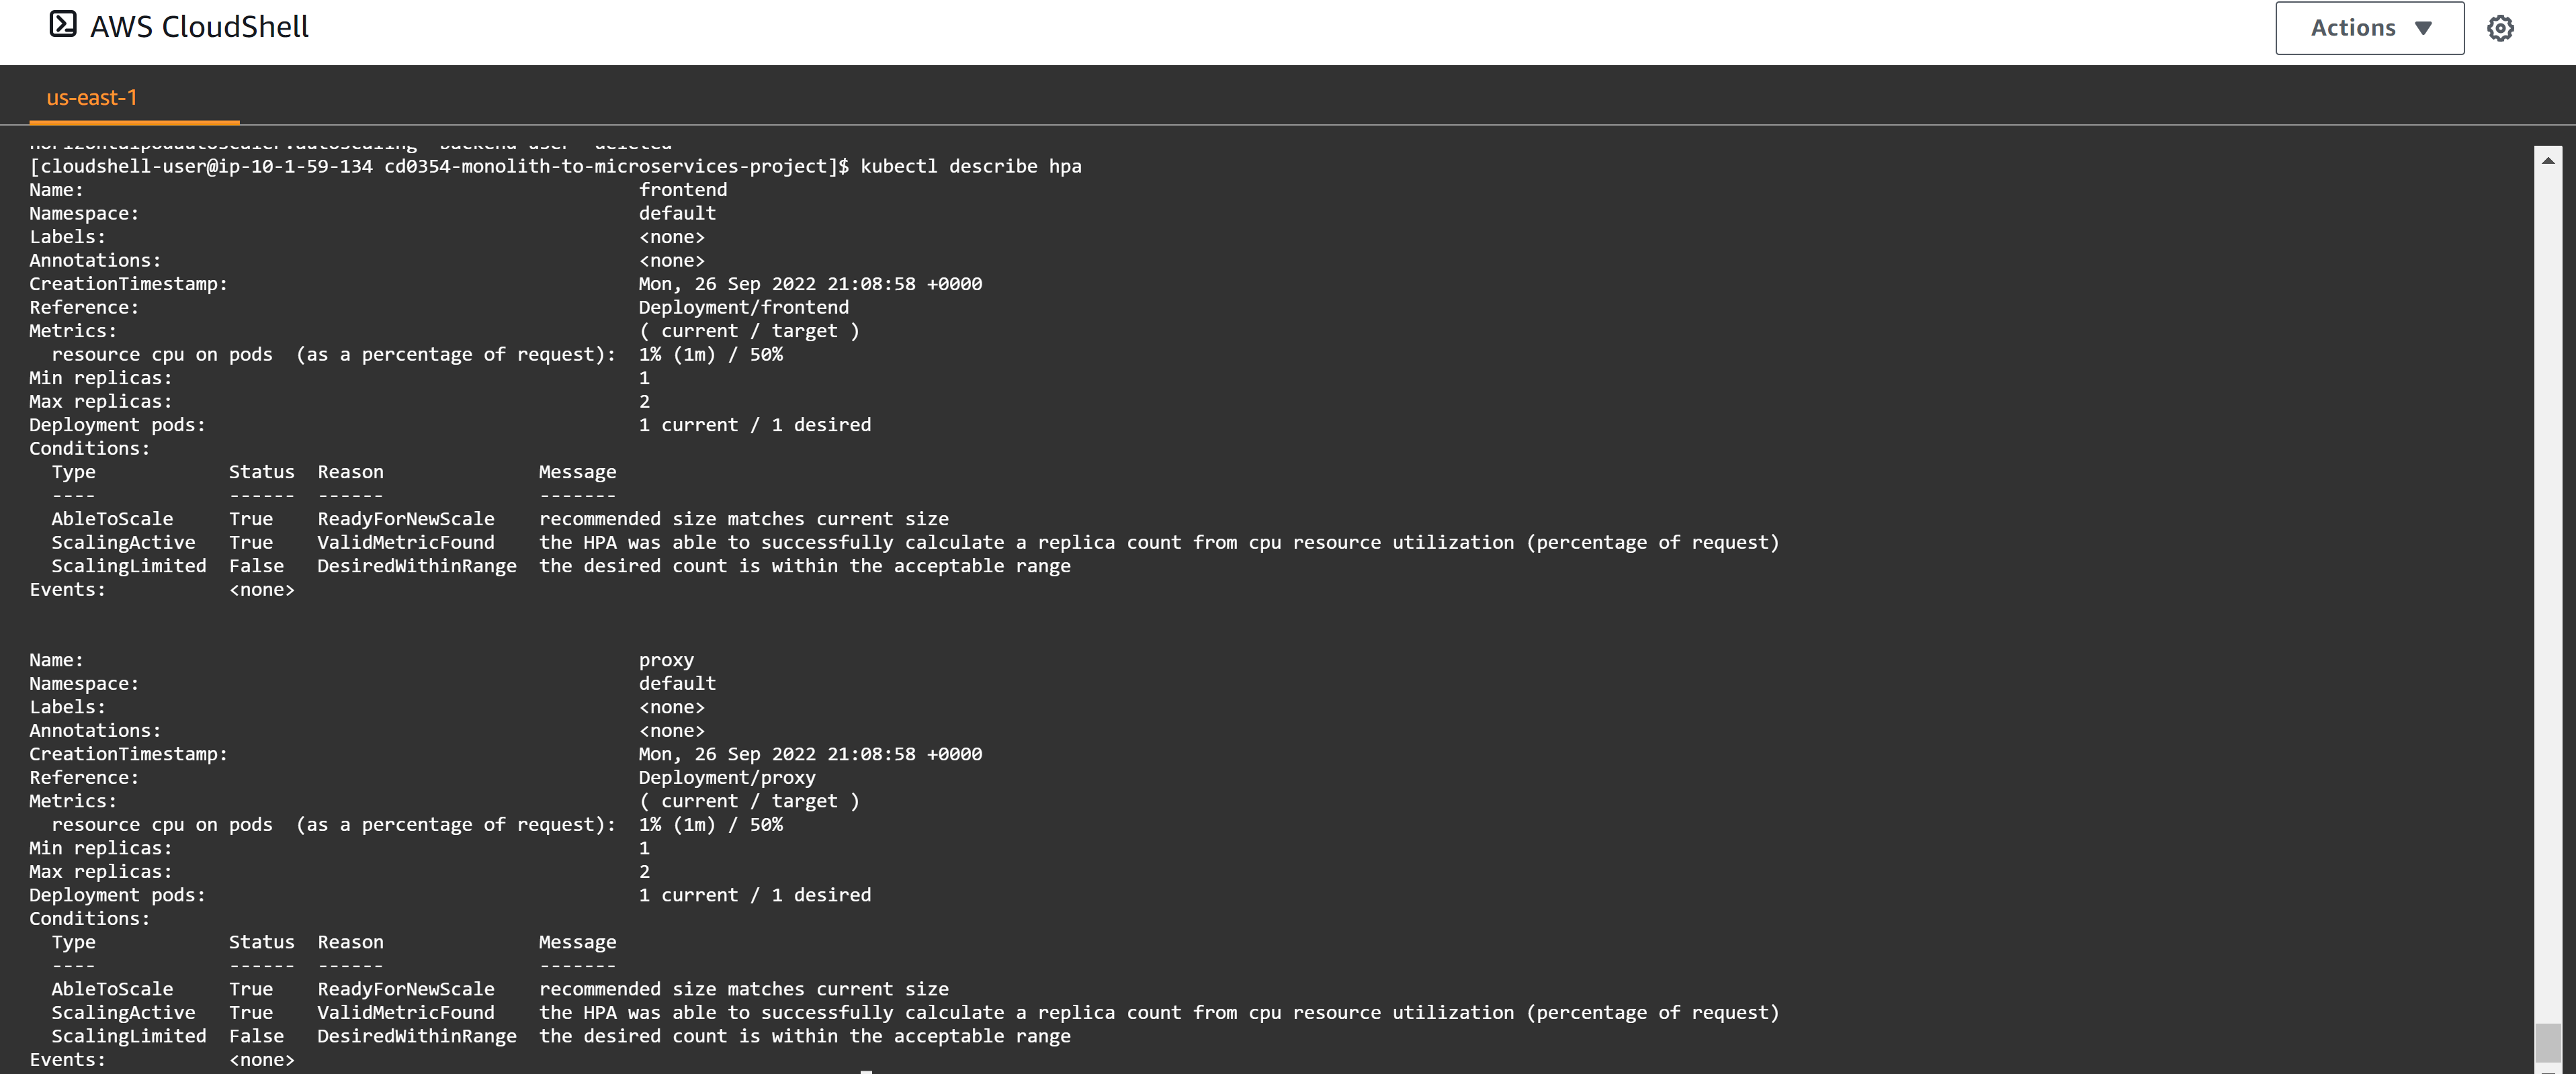 AWS CloudShell
Actions
us-east-1
horizontalpodautoscaler.autoscaling "backend-user" deleted
[cloudshell-user@ip-10-1-59-134 cd0354-monolith-to-microservices-project]$ kubectl describe hpa
Name: frontend
Namespace: default
Labels: <none>
Annotations: <none>
CreationTimestamp: Mon, 26 Sep 2022 21:08:58 +0000
Reference: Deployment/frontend
Metrics: ( current / target )
resource cpu on pods (as a percentage of request): 1% (1m) / 50%
Min replicas: 1
Max replicas: 2
Deployment pods: 1 current / 1 desired
Conditions:
Type Status Reason Message
---- ------ ------ -------
AbleToScale True ReadyForNewScale recommended size matches current size
ScalingActive True ValidMetricFound the HPA was able to successfully calculate a replica count from cpu resource utilization (percentage of request)
ScalingLimited False DesiredWithinRange the desired count is within the acceptable range
Events: <none>
Name: proxy
Namespace: default
Labels: <none>
Annotations: <none>
CreationTimestamp: Mon, 26 Sep 2022 21:08:58 +0000
Reference: Deployment/proxy
Metrics: ( current / target )
resource cpu on pods (as a percentage of request): 1% (1m) / 50%
Min replicas: 1
Max replicas: 2
Deployment pods: 1 current / 1 desired
Conditions:
Type Status Reason Message
---- ------ ------ -------
AbleToScale True ReadyForNewScale recommended size matches current size
ScalingActive True ValidMetricFound the HPA was able to successfully calculate a replica count from cpu resource utilization (percentage of request)
ScalingLimited False DesiredWithinRange the desired count is within the acceptable range
Events: <none>